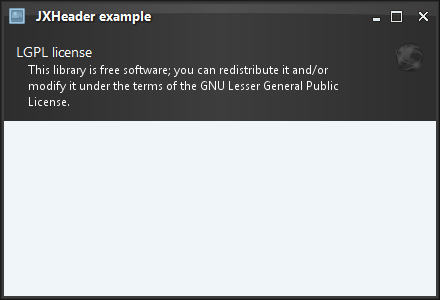 JXHeader example
LGPL license
This library is free software; you can redistribute it and/or
modify it under the terms of the GNU Lesser General Public
License.